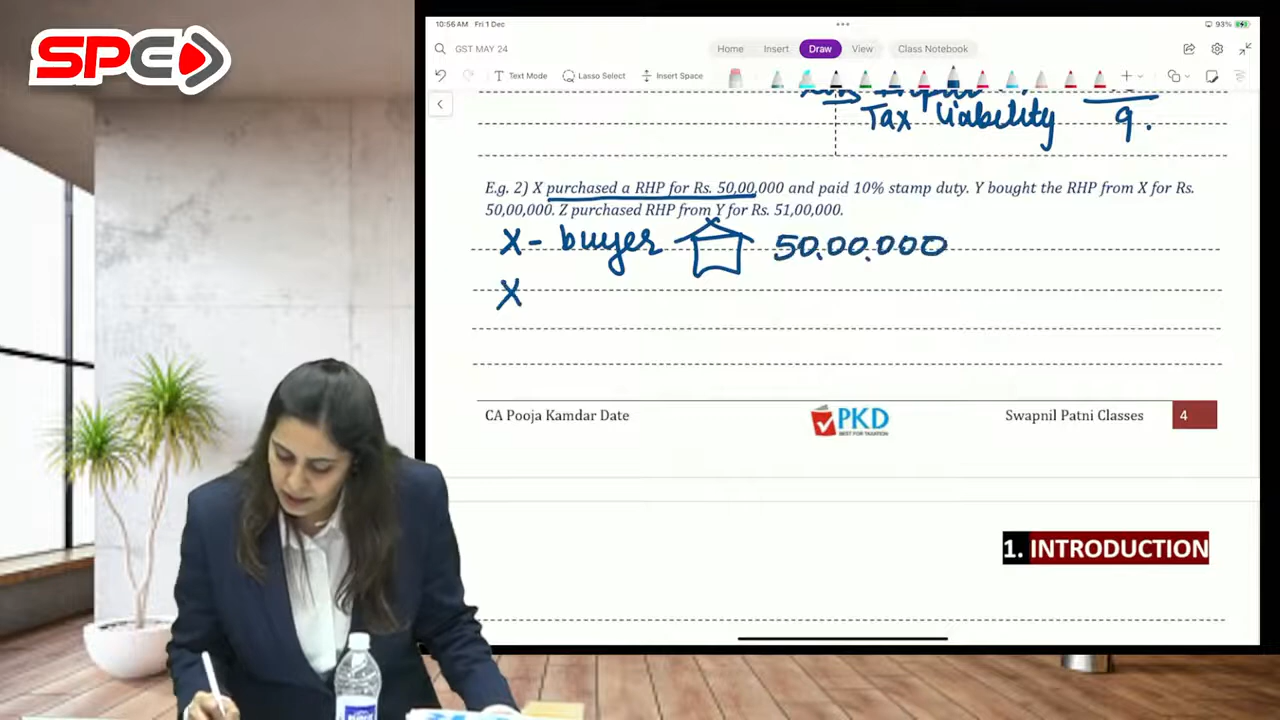 SPC
10:56 AM Fri 1 Dec
93%
GST MAY 24
Home Insert Draw View Class Notebook
Text Mode Lasso Select Insert Space
Tax Liability 9.
E.g. 2) X purchased a RHP for Rs. 50,00,000 and paid 10% stamp duty. Y bought the RHP from X for Rs.
50,00,000. Z purchased RHP from Y for Rs. 51,00,000.
X - buyer 50,00,000
X
CA Pooja Kamdar Date
PKD
BEST FOR TAXATION
Swapnil Patni Classes 4
1. INTRODUCTION